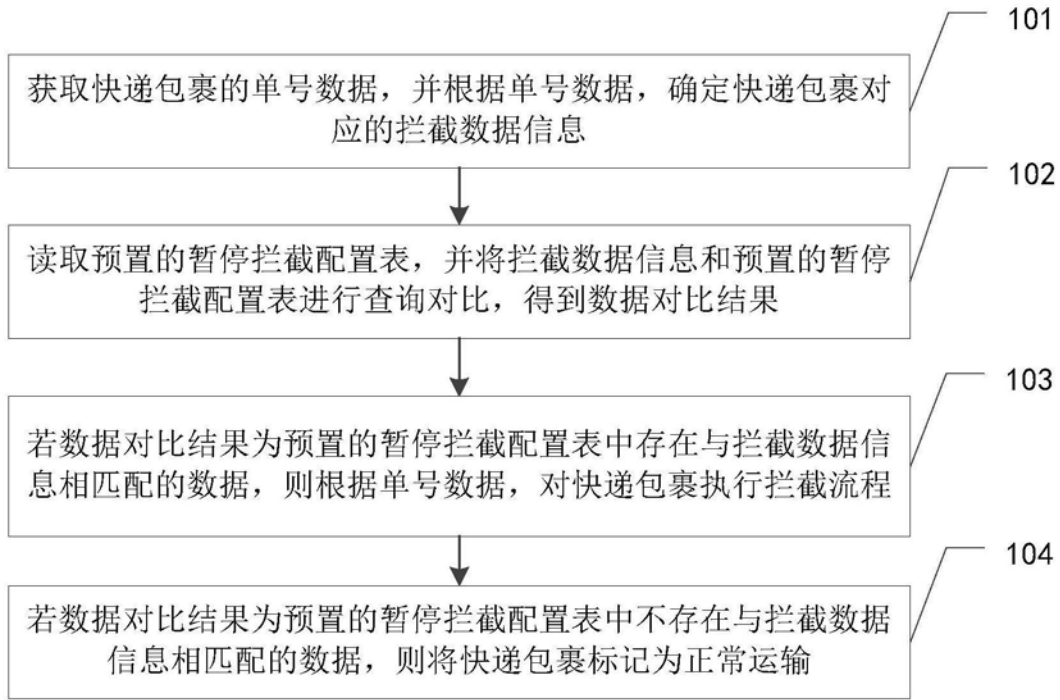 101
获取快递包裹的单号数据，并根据单号数据，确定快递包裹对
应的拦截数据信息
102
读取预置的暂停拦截配置表，并将拦截数据信息和预置的暂停
拦截配置表进行查询对比，得到数据对比结果
103
若数据对比结果为预置的暂停拦截配置表中存在与拦截数据信
息相匹配的数据，则根据单号数据，对快递包裹执行拦截流程
104
若数据对比结果为预置的暂停拦截配置表中不存在与拦截数据
信息相匹配的数据，则将快递包裹标记为正常运输